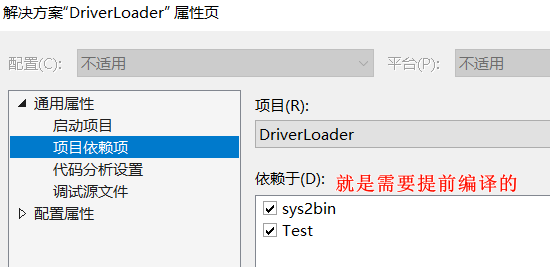 解决方案“DriverLoader” 属性页
配置(C): 不适用 平台(P): 不适用
通用属性
启动项目
项目依赖项
代码分析设置
调试源文件
配置属性
项目(R):
DriverLoader
依赖于(D): 就是需要提前编译的
sys2bin
Test